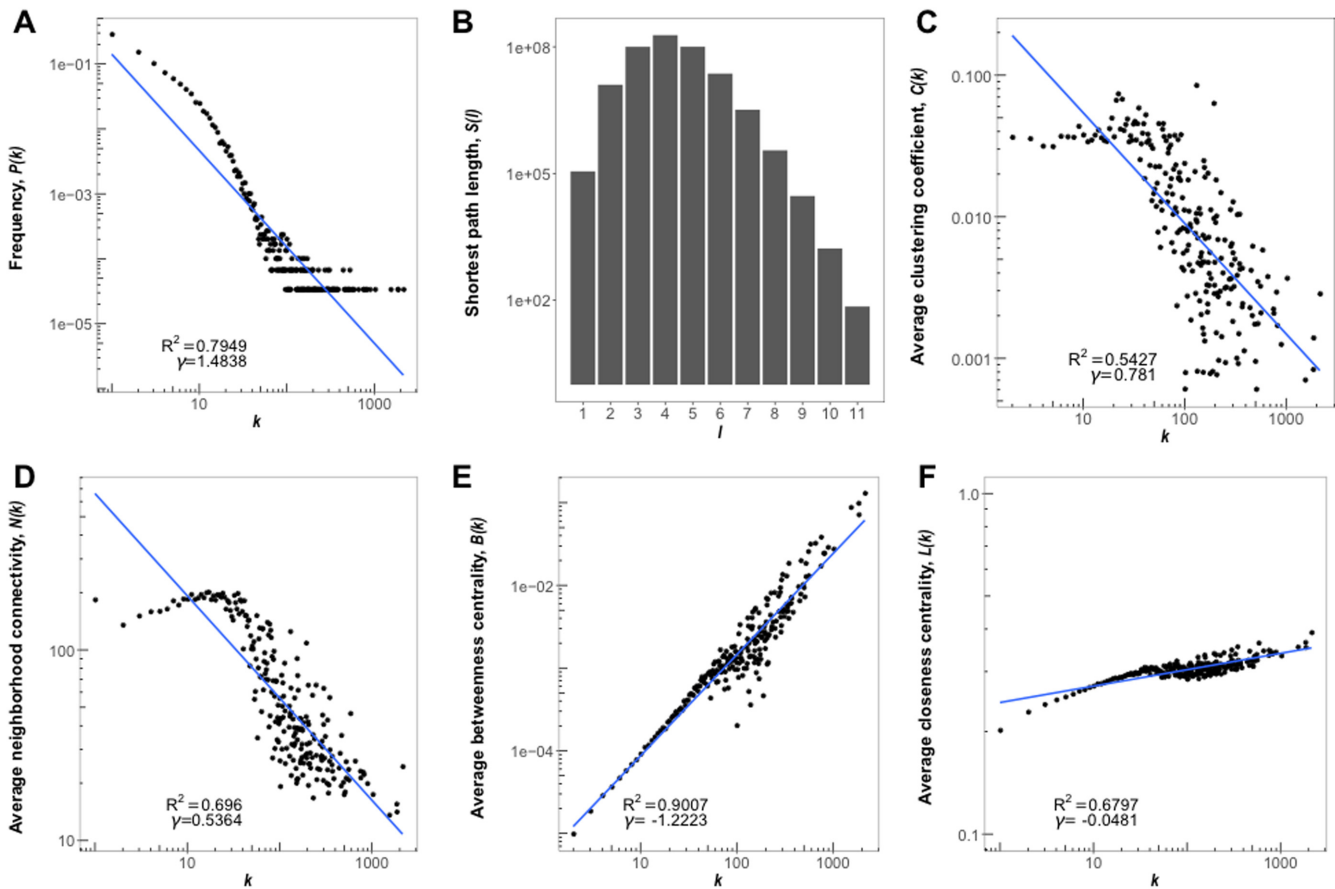 A
Frequency, P(k)
1e−01
1e−03
1e−05
R²=0.7949
γ=1.4838
10
1000
k
B
Shortest path length, S(l)
1e+08
1e+05
1e+02
1 2 3 4 5 6 7 8 9 10 11
l
C
Average clustering coefficient, C(k)
0.100
0.010
0.001
R²=0.5427
γ=0.781
10
100
1000
k
D
Average neighborhood connectivity, N(k)
100
10
R²=0.696
γ=0.5364
10
1000
k
E
Average betweenness centrality, B(k)
1e−02
1e−04
R²=0.9007
γ= -1.2223
10
100
1000
k
F
Average closeness centrality, L(k)
1.0
0.1
R²=0.6797
γ= -0.0481
10
1000
k